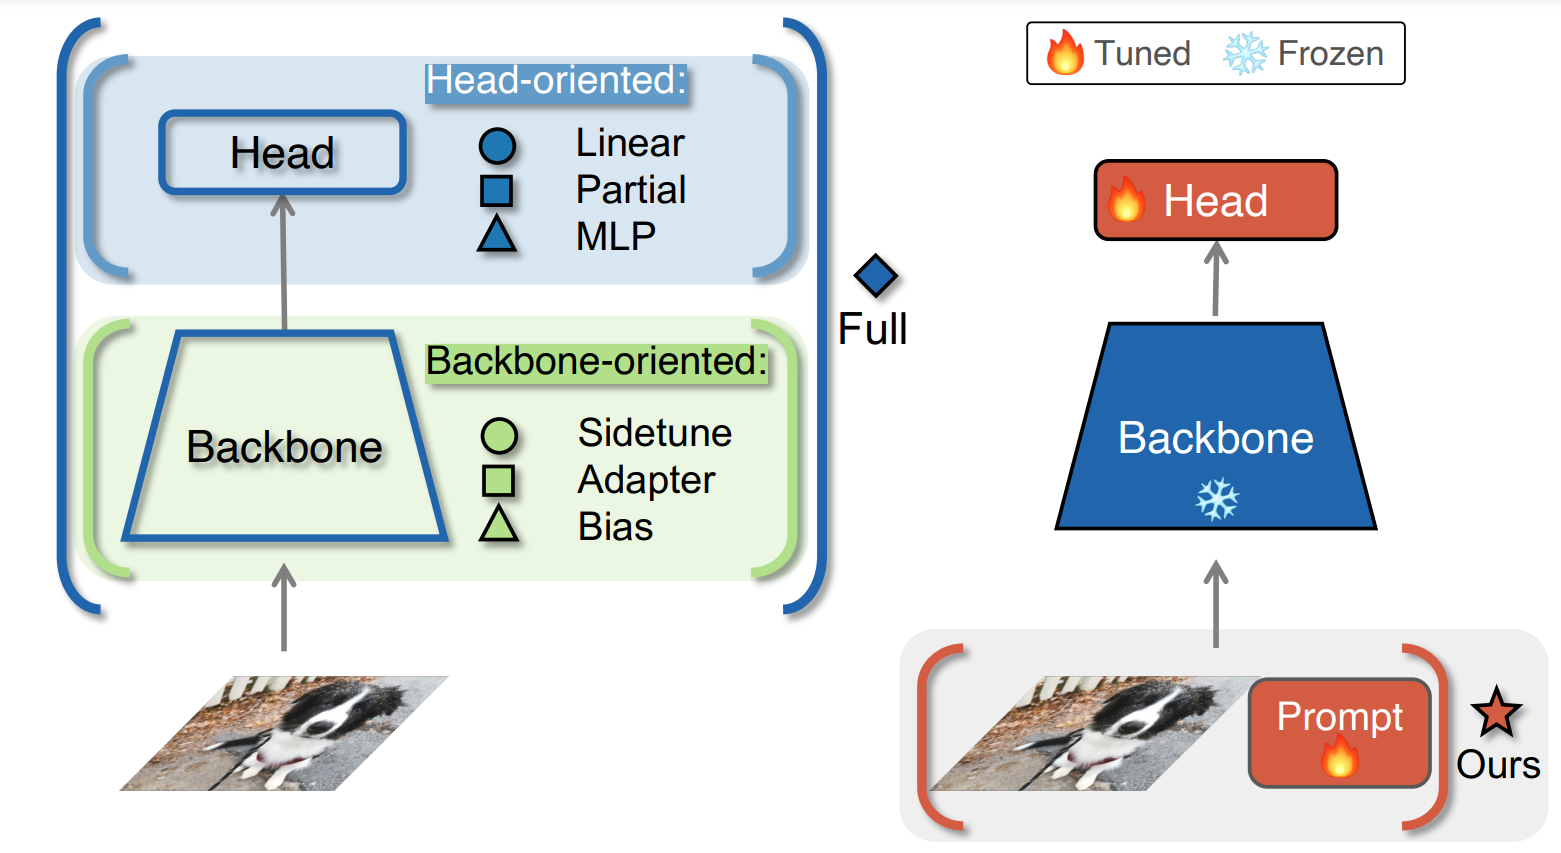 Head-oriented:
Head
Linear
Partial
MLP
Backbone-oriented:
Backbone
Sidetune
Adapter
Bias
Full
Tuned
Frozen
Head
Backbone
Prompt
Ours